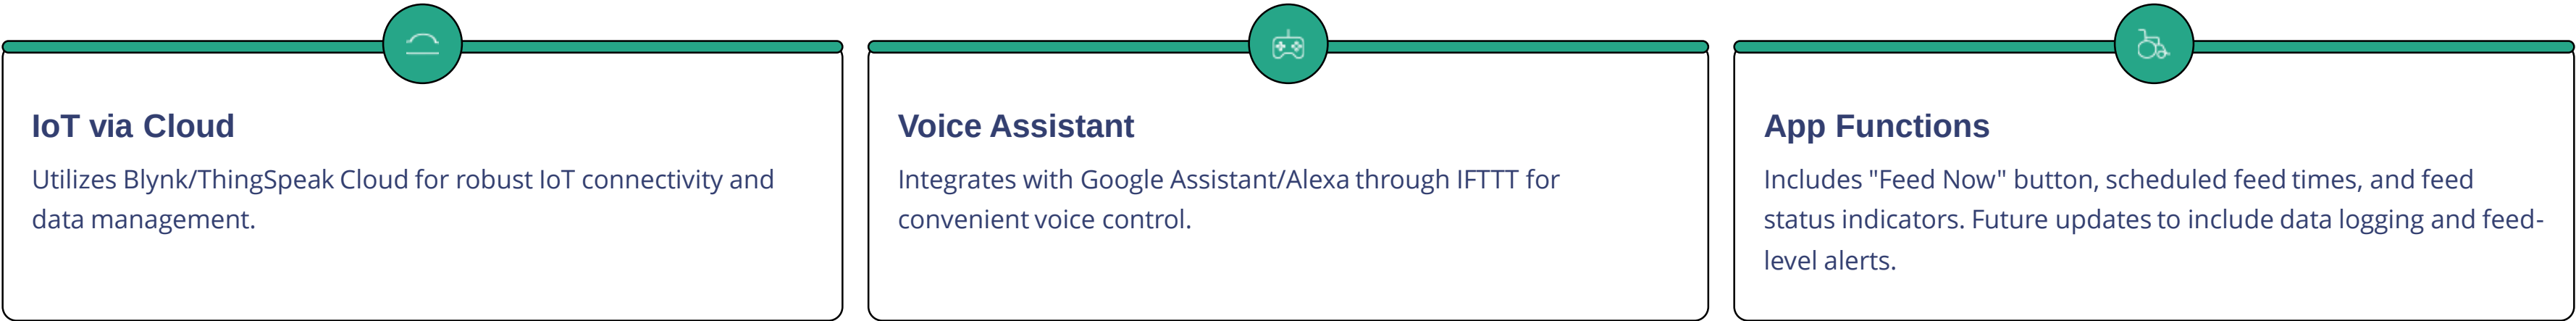 IoT via Cloud
Utilizes Blynk/ThingSpeak Cloud for robust IoT connectivity and
data management.
Voice Assistant
Integrates with Google Assistant/Alexa through IFTTT for
convenient voice control.
App Functions
Includes "Feed Now" button, scheduled feed times, and feed
status indicators. Future updates to include data logging and feed-
level alerts.